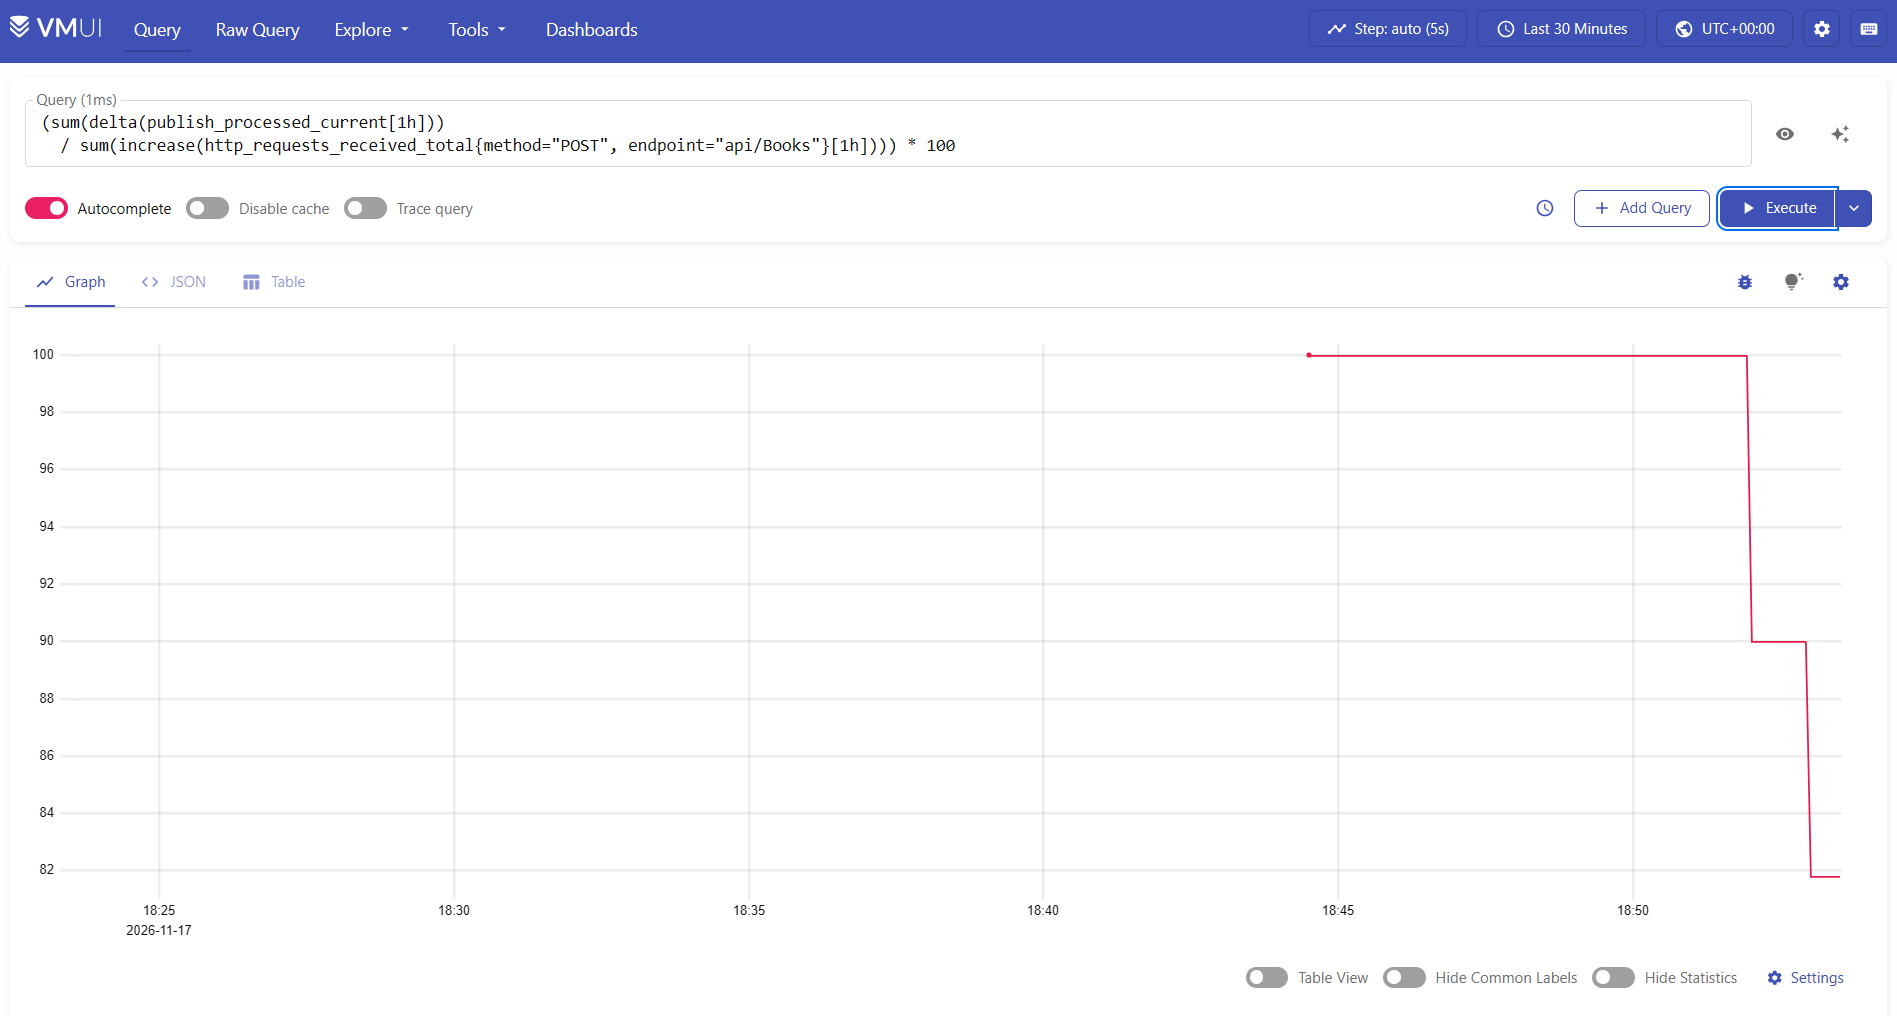 VMUI Query Raw Query Explore Tools Dashboards Step: auto (5s) Last 30 Minutes UTC+00:00
Query (1ms)
(sum(delta(publish_processed_current[1h]))
/ sum(increase(http_requests_received_total{method="POST", endpoint="api/Books"}[1h]))) * 100
Autocomplete Disable cache Trace query Add Query Execute
Graph JSON Table
100
98
96
94
92
90
88
86
84
82
18:25 18:30 18:35 18:40 18:45 18:50
2026-11-17
Table View Hide Common Labels Hide Statistics Settings